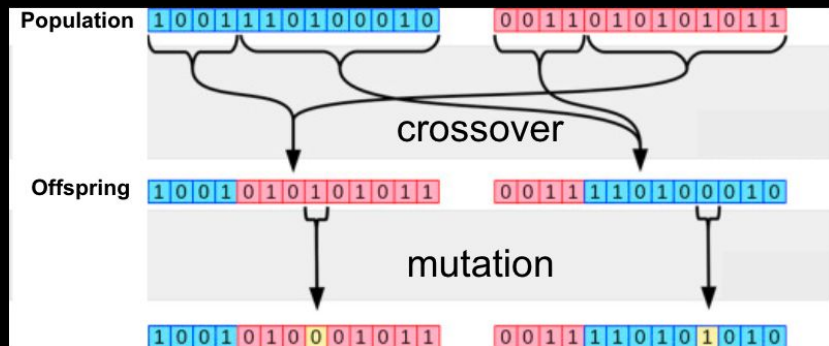 Population 1 0 0 1 1 1 0 1 0 0 0 1 0 0 0 1 1 0 1 0 1 0 1 0 1 1
crossover
Offspring 1 0 0 1 0 1 0 1 0 1 0 1 1 0 0 1 1 1 1 0 1 0 0 0 1 0
mutation
1 0 0 1 0 1 0 0 0 1 0 1 1 0 0 1 1 1 1 0 1 0 1 0 1 0